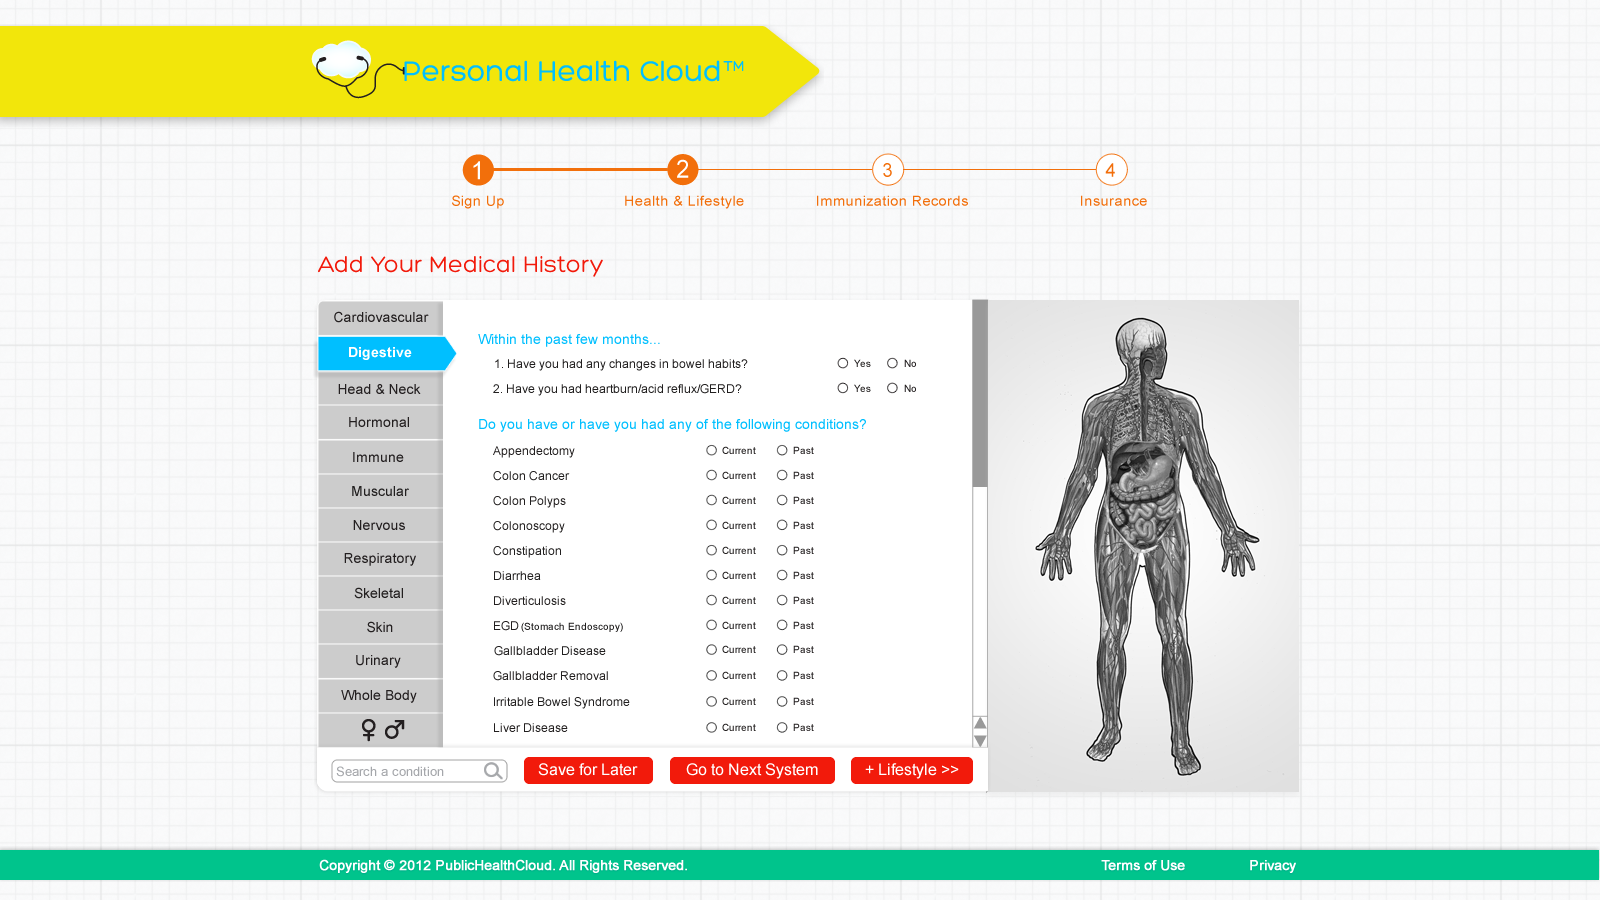 Personal Health Cloud™
1 2 3 4
Sign Up Health & Lifestyle Immunization Records Insurance
Add Your Medical History
Cardiovascular
Digestive
Head & Neck
Hormonal
Immune
Muscular
Nervous
Respiratory
Skeletal
Skin
Urinary
Whole Body
♀ ♂
Within the past few months...
1. Have you had any changes in bowel habits? Yes No
2. Have you had heartburn/acid reflux/GERD? Yes No
Do you have or have you had any of the following conditions?
Appendectomy Current Past
Colon Cancer Current Past
Colon Polyps Current Past
Colonoscopy Current Past
Constipation Current Past
Diarrhea Current Past
Diverticulosis Current Past
EGD (Stomach Endoscopy) Current Past
Gallbladder Disease Current Past
Gallbladder Removal Current Past
Irritable Bowel Syndrome Current Past
Liver Disease Current Past
Search a condition Save for Later Go to Next System + Lifestyle >>
Copyright © 2012 PublicHealthCloud. All Rights Reserved. Terms of Use Privacy